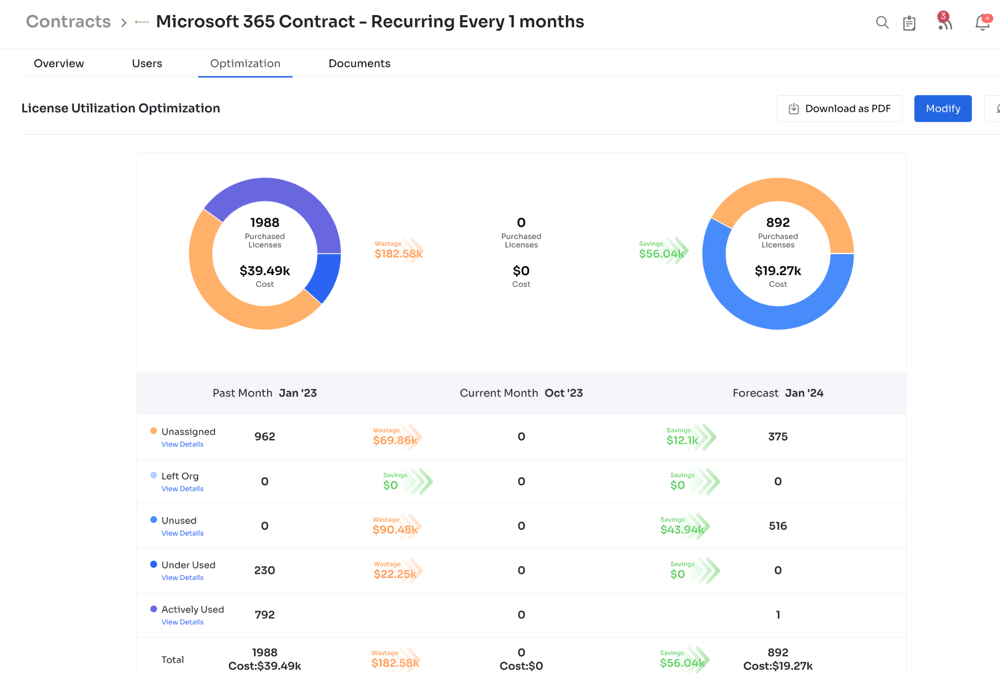 Contracts > Microsoft 365 Contract - Recurring Every 1 months
3
4
Overview
Users
Optimization
Documents
License Utilization Optimization
Download as PDF
Modify
1988
Purchased
Licenses
$39.49k
Cost
Wastage
$182.58k
0
Purchased
Licenses
$0
Cost
Savings
$56.04k
892
Purchased
Licenses
$19.27k
Cost
Past Month Jan '23
Current Month Oct '23
Forecast Jan '24
Unassigned
View Details
962
Wastage
$69.86k
0
Savings
$12.1k
375
Left Org
View Details
0
Savings
$0
0
Savings
$0
0
Unused
View Details
0
Wastage
$90.48k
0
Savings
$43.94k
516
Under Used
View Details
230
Wastage
$22.25k
0
Savings
$0
0
Actively Used
View Details
792
0
1
Total
1988
Cost:$39.49k
Wastage
$182.58k
0
Cost:$0
Savings
$56.04k
892
Cost:$19.27k